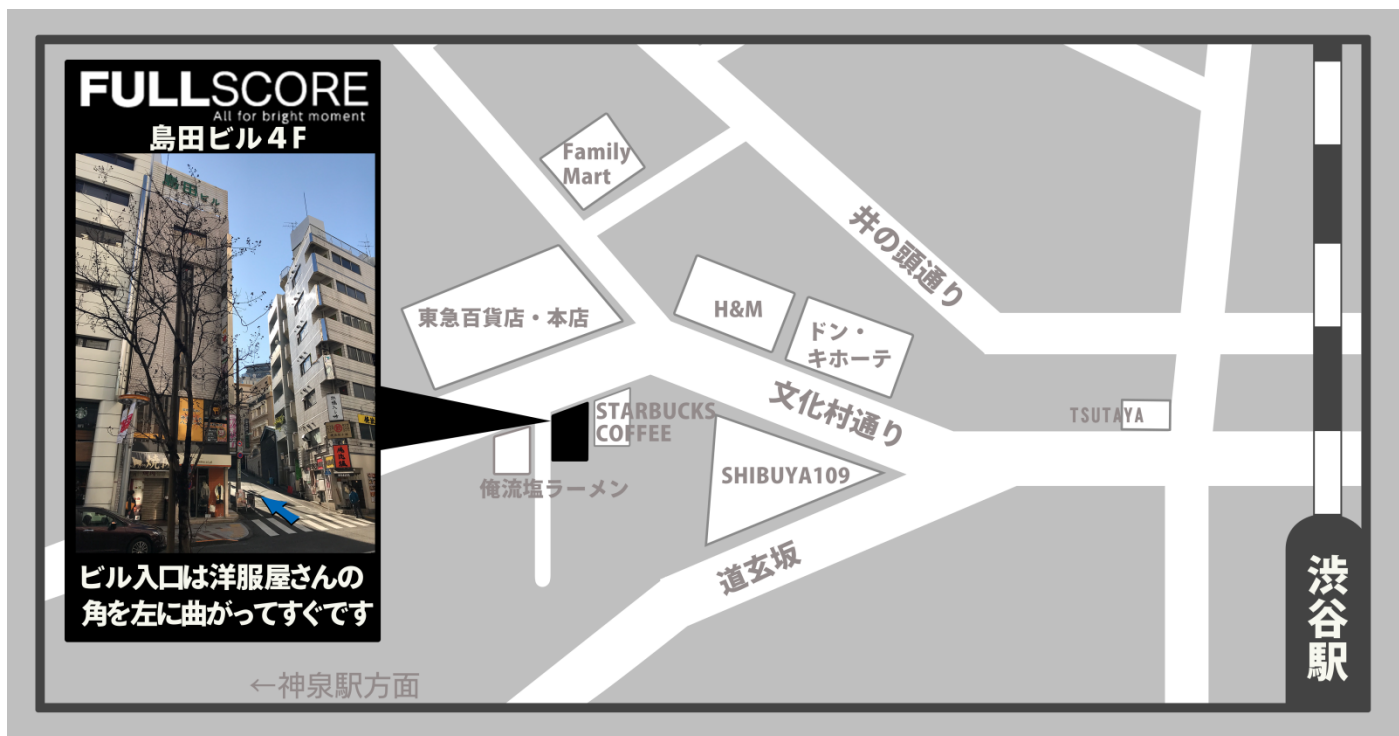 FULLSCORE
All for bright moment
島田ビル4F
島田ビル
ビル入口は洋服屋さんの
角を左に曲がってすぐです
Family
Mart
井の頭通り
東急百貨店・本店
H&M
ドン・
キホーテ
文化村通り
STARBUCKS
COFFEE
俺流塩ラーメン
SHIBUYA109
TSUTAYA
道玄坂
渋谷駅
←神泉駅方面